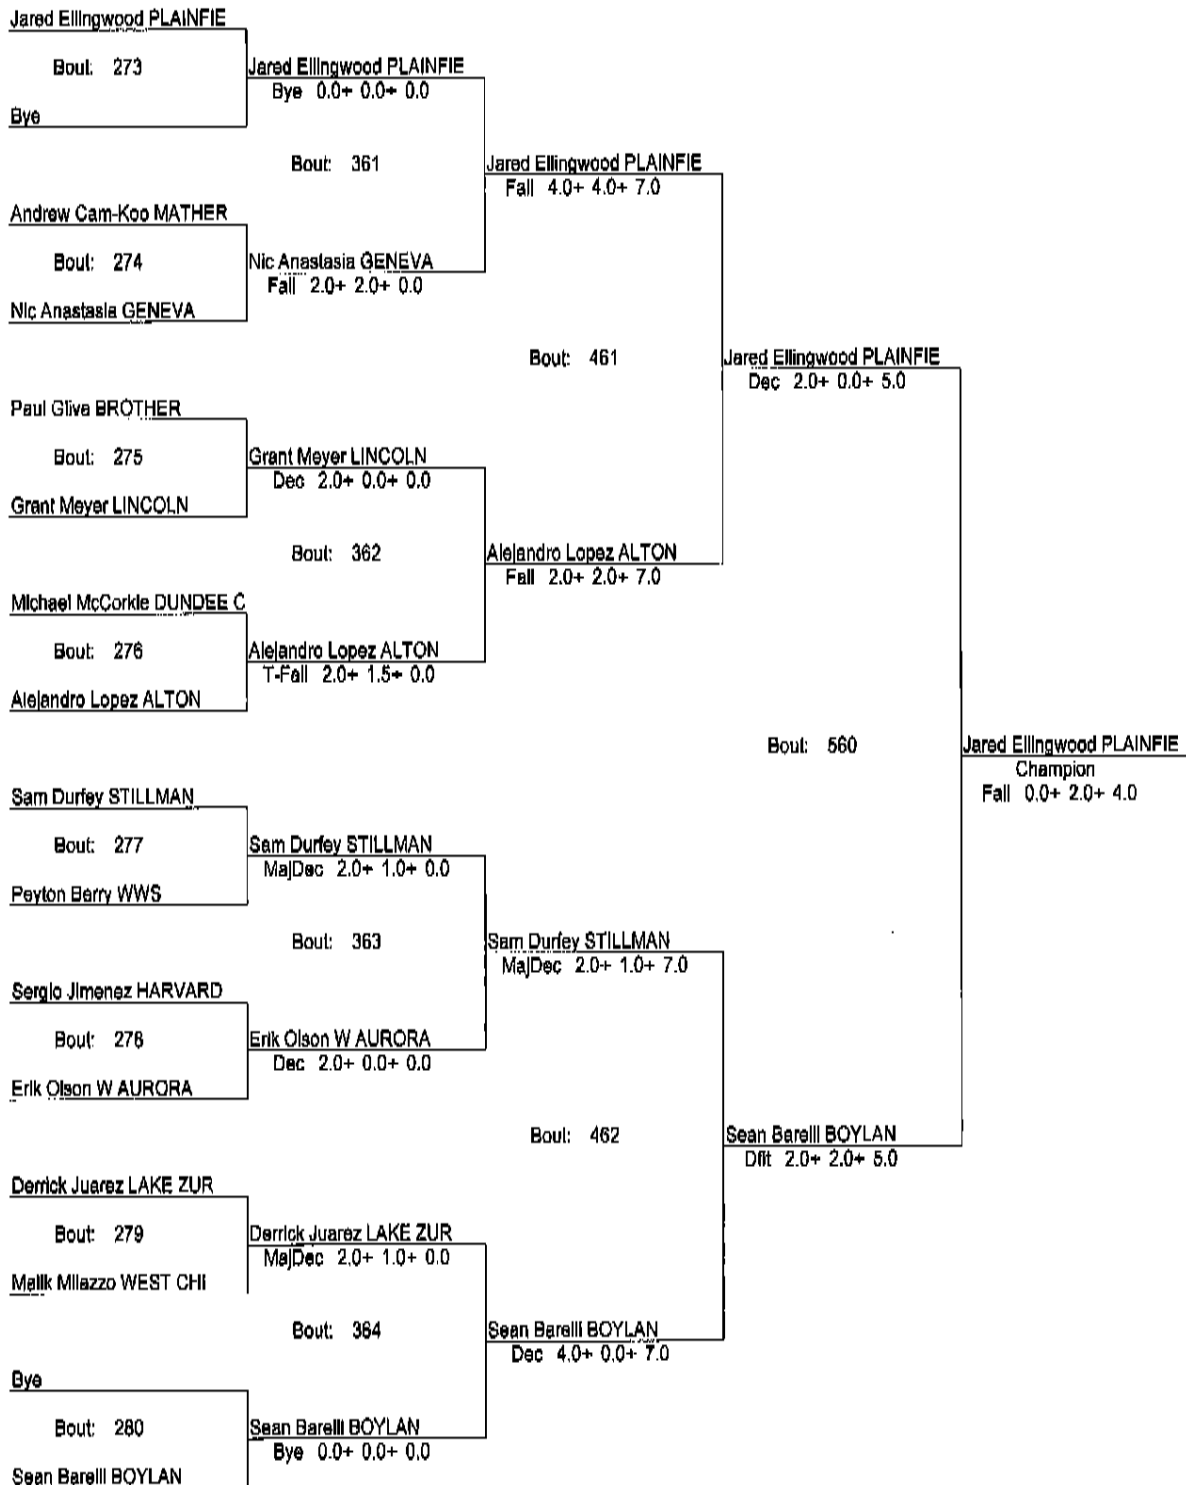 Jared Ellingwood PLAINFIE
Bout: 273
Jared Ellingwood PLAINFIE
Bye 0.0+ 0.0+ 0.0
Bye
Bout: 361
Jared Ellingwood PLAINFIE
Fall 4.0+ 4.0+ 7.0
Andrew Cam-Koo MATHER
Bout: 274
Nic Anastasia GENEVA
Fall 2.0+ 2.0+ 0.0
Nic Anastasia GENEVA
Bout: 461
Jared Ellingwood PLAINFIE
Dec 2.0+ 0.0+ 5.0
Paul Gliva BROTHER
Bout: 275
Grant Meyer LINCOLN
Dec 2.0+ 0.0+ 0.0
Grant Meyer LINCOLN
Bout: 362
Alejandro Lopez ALTON
Fall 2.0+ 2.0+ 7.0
Michael McCorkle DUNDEE C
Bout: 276
Alejandro Lopez ALTON
T-Fall 2.0+ 1.5+ 0.0
Alejandro Lopez ALTON
Bout: 560
Jared Ellingwood PLAINFIE
Champion
Fall 0.0+ 2.0+ 4.0
Sam Durfey STILLMAN
Bout: 277
Sam Durfey STILLMAN
MajDec 2.0+ 1.0+ 0.0
Peyton Berry WWS
Bout: 363
Sam Durfey STILLMAN
MajDec 2.0+ 1.0+ 7.0
Sergio Jimenez HARVARD
Bout: 278
Erik Olson W AURORA
Dec 2.0+ 0.0+ 0.0
Erik Olson W AURORA
Bout: 462
Sean Barelli BOYLAN
Dflt 2.0+ 2.0+ 5.0
Derrick Juarez LAKE ZUR
Bout: 279
Derrick Juarez LAKE ZUR
MajDec 2.0+ 1.0+ 0.0
Malik Milazzo WEST CHI
Bout: 364
Sean Barelli BOYLAN
Dec 4.0+ 0.0+ 7.0
Bye
Bout: 280
Sean Barelli BOYLAN
Bye 0.0+ 0.0+ 0.0
Sean Barelli BOYLAN